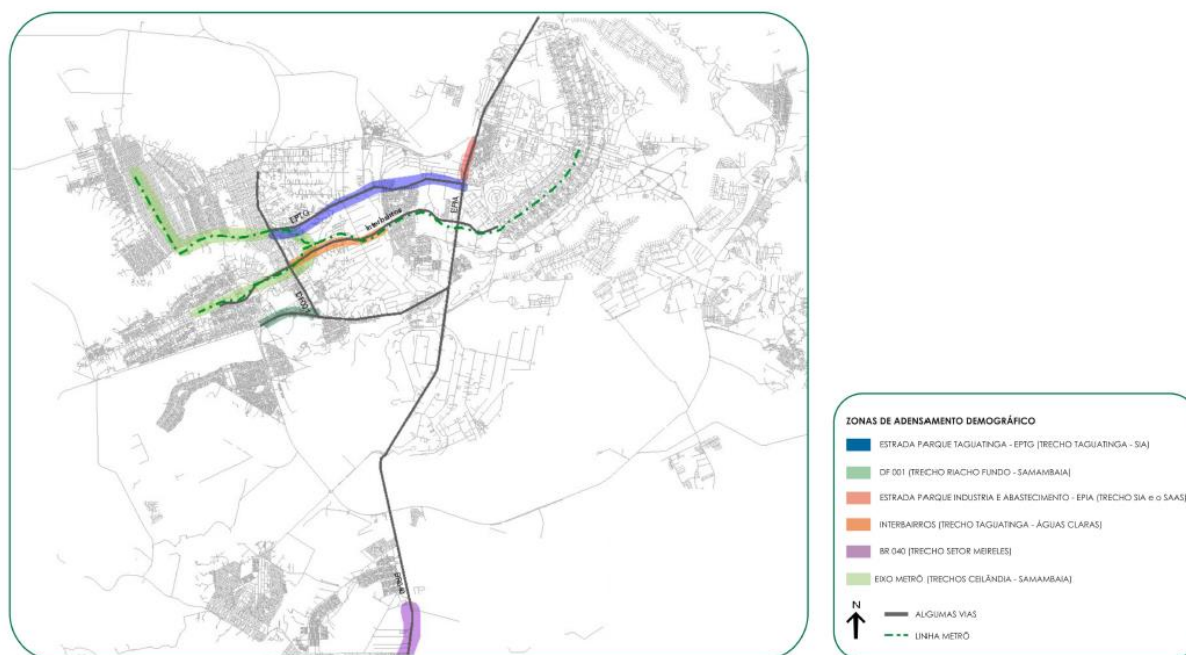 EPTG
Interbairros
EPIA
DF001
BR040
ZONAS DE ADENSAMENTO DEMOGRÁFICO
ESTRADA PARQUE TAGUATINGA - EPTG (TRECHO TAGUATINGA - SIA)
DF 001 (TRECHO RIACHO FUNDO - SAMAMBAIA)
ESTRADA PARQUE INDUSTRIA E ABASTECIMENTO - EPIA (TRECHO SIA e o SAAS)
INTERBAIRROS (TRECHO TAGUATINGA - ÁGUAS CLARAS)
BR 040 (TRECHO SETOR MEIRELES)
EIXO METRÔ (TRECHOS CEILÂNDIA - SAMAMBAIA)
N
ALGUMAS VIAS
LINHA METRÔ